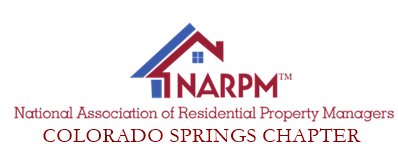 NARPM™
National Association of Residential Property Managers
COLORADO SPRINGS CHAPTER